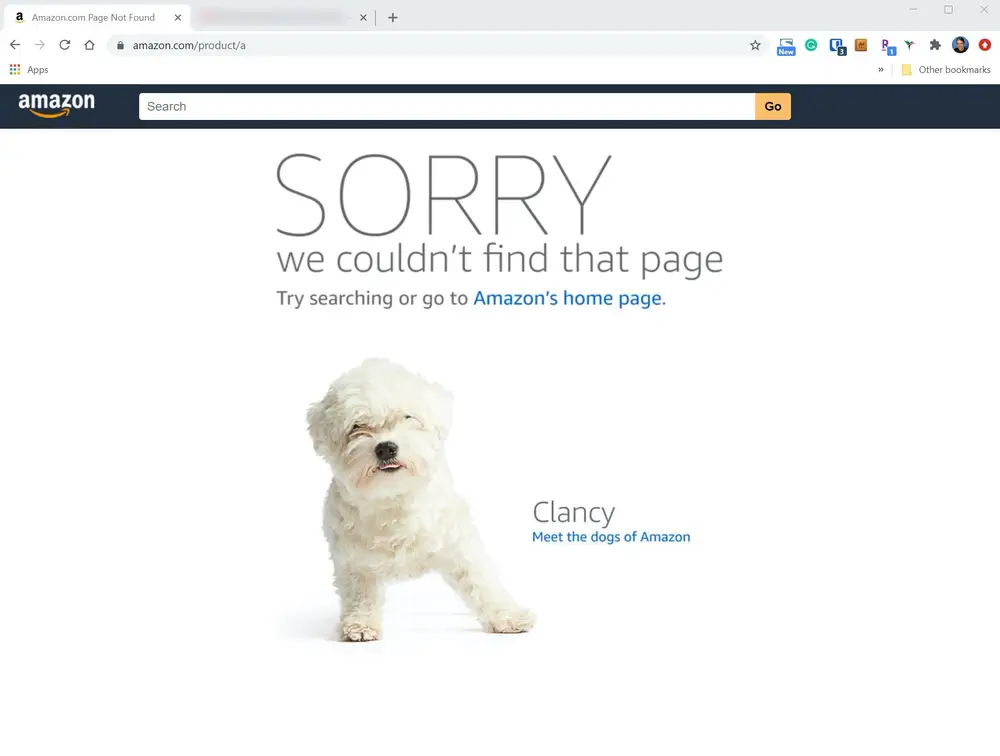 a Amazon.com Page Not Found
amazon.com/product/a
New
3
1
Apps
» Other bookmarks
amazon
Search
Go
SORRY
we couldn't find that page
Try searching or go to Amazon's home page.
Clancy
Meet the dogs of Amazon